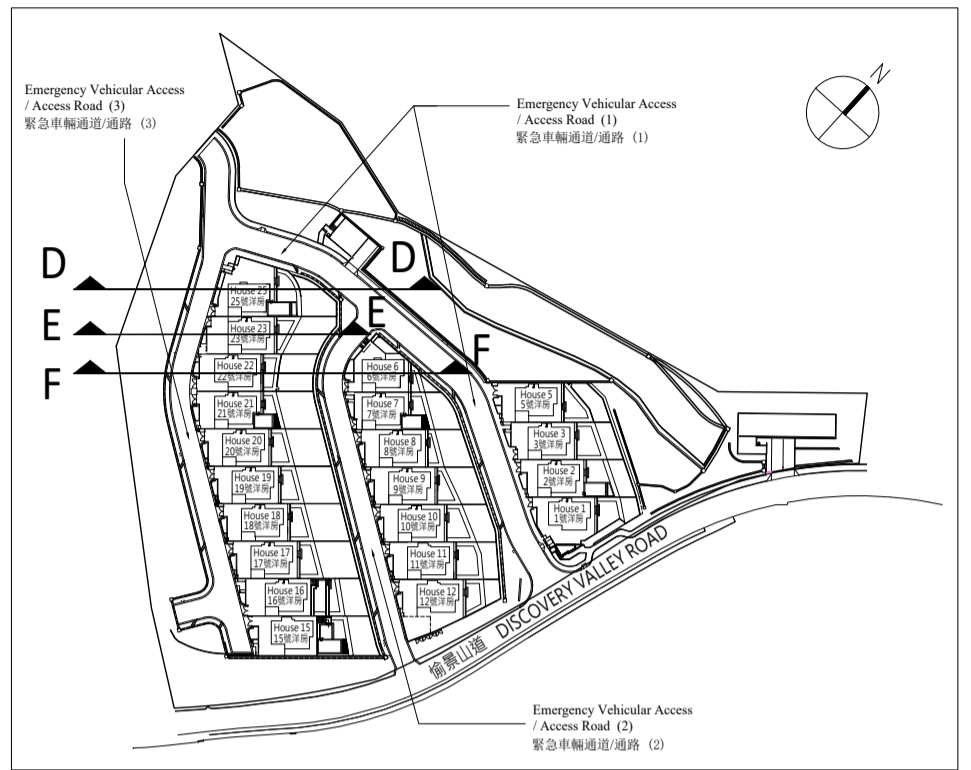 N
Emergency Vehicular Access
/ Access Road (3)
緊急車輛通道/通路 (3)
Emergency Vehicular Access
/ Access Road (1)
緊急車輛通道/通路 (1)
D
D
E
E
F
F
House 25
25號洋房
House 23
23號洋房
House 22
22號洋房
House 21
21號洋房
House 20
20號洋房
House 19
19號洋房
House 18
18號洋房
House 17
17號洋房
House 16
16號洋房
House 15
15號洋房
House 6
6號洋房
House 7
7號洋房
House 8
8號洋房
House 9
9號洋房
House 10
10號洋房
House 11
11號洋房
House 12
12號洋房
House 5
5號洋房
House 3
3號洋房
House 2
2號洋房
House 1
1號洋房
愉景山道 DISCOVERY VALLEY ROAD
Emergency Vehicular Access
/ Access Road (2)
緊急車輛通道/通路 (2)